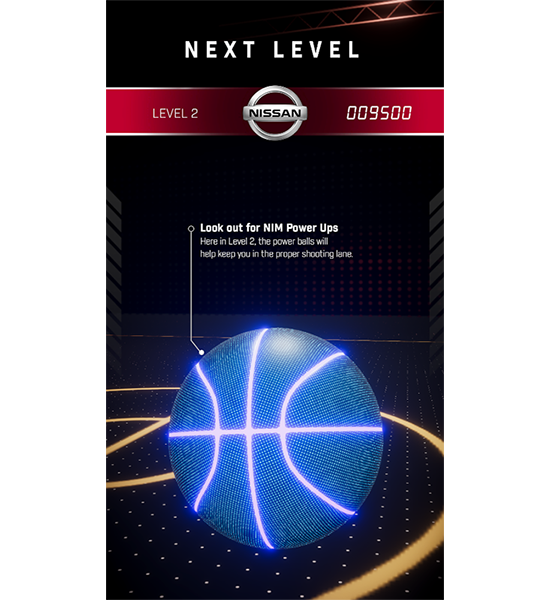 NEXT LEVEL
LEVEL 2
NISSAN
009500
Look out for NIM Power Ups
Here in Level 2, the power balls will
help keep you in the proper shooting lane.